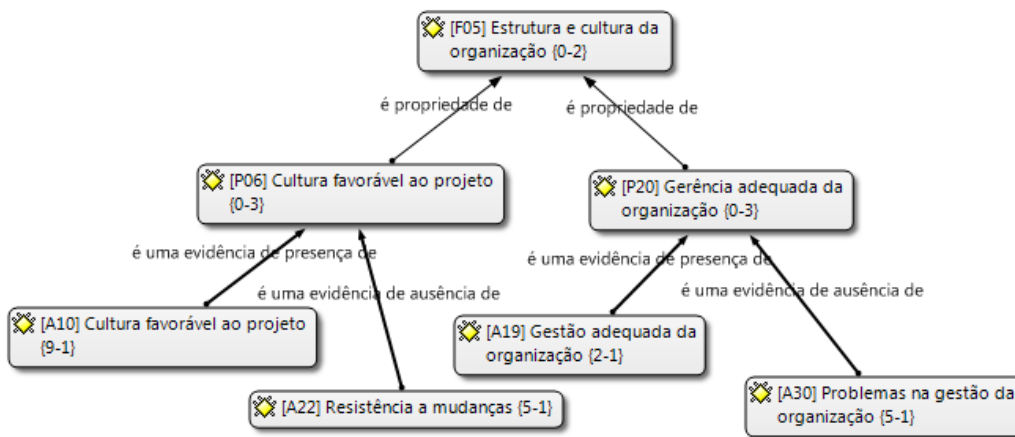 [F05] Estrutura e cultura da
organização {0-2}
é propriedade de
é propriedade de
[P06] Cultura favorável ao projeto
{0-3}
[P20] Gerência adequada da
organização {0-3}
é uma evidência de presença de
é uma evidência de presença de
é uma evidência de ausência de
é uma evidência de ausência de
[A10] Cultura favorável ao projeto
{9-1}
[A19] Gestão adequada da
organização {2-1}
[A22] Resistência a mudanças {5-1}
[A30] Problemas na gestão da
organização {5-1}